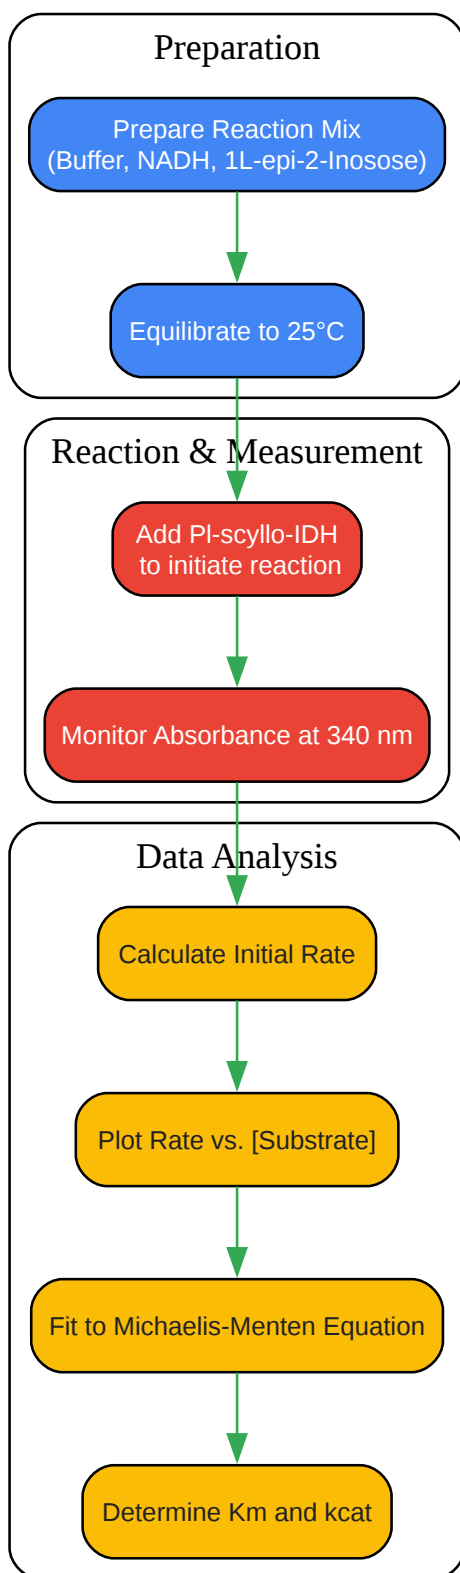 Preparation
Prepare Reaction Mix
(Buffer, NADH, 1L-epi-2-Inosose)
Equilibrate to 25°C
Reaction & Measurement
Add Pl-scyllo-IDH
to initiate reaction
Monitor Absorbance at 340 nm
Data Analysis
Calculate Initial Rate
Plot Rate vs. [Substrate]
Fit to Michaelis-Menten Equation
Determine Km and kcat